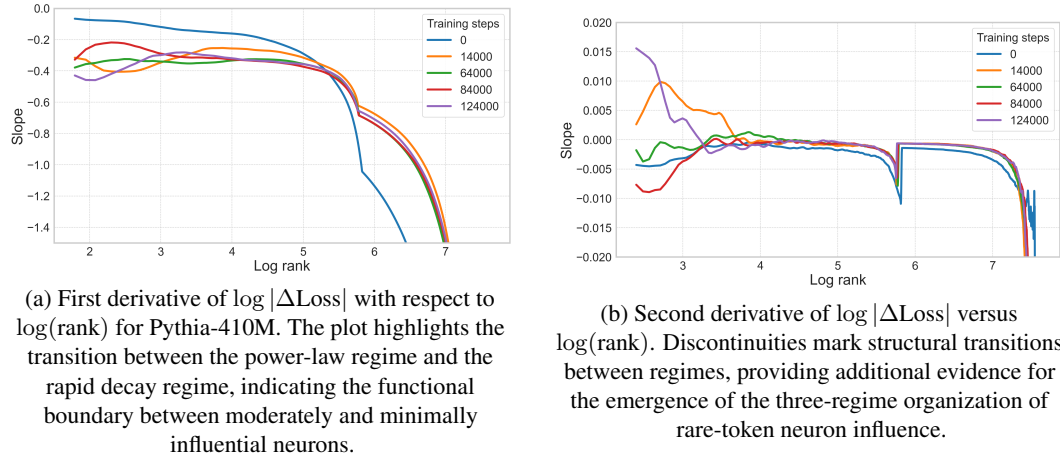 0.0
−0.2
−0.4
−0.6
−0.8
−1.0
−1.2
−1.4
Slope
2
3
4
5
6
7
Log rank
Training steps
0
14000
64000
84000
124000
(a) First derivative of log |ΔLoss| with respect to
log(rank) for Pythia-410M. The plot highlights the
transition between the power-law regime and the
rapid decay regime, indicating the functional
boundary between moderately and minimally
influential neurons.
0.020
0.015
0.010
0.005
0.000
−0.005
−0.010
−0.015
−0.020
Slope
3
4
5
6
7
Log rank
Training steps
0
14000
64000
84000
124000
(b) Second derivative of log |ΔLoss| versus
log(rank). Discontinuities mark structural transitions
between regimes, providing additional evidence for
the emergence of the three-regime organization of
rare-token neuron influence.